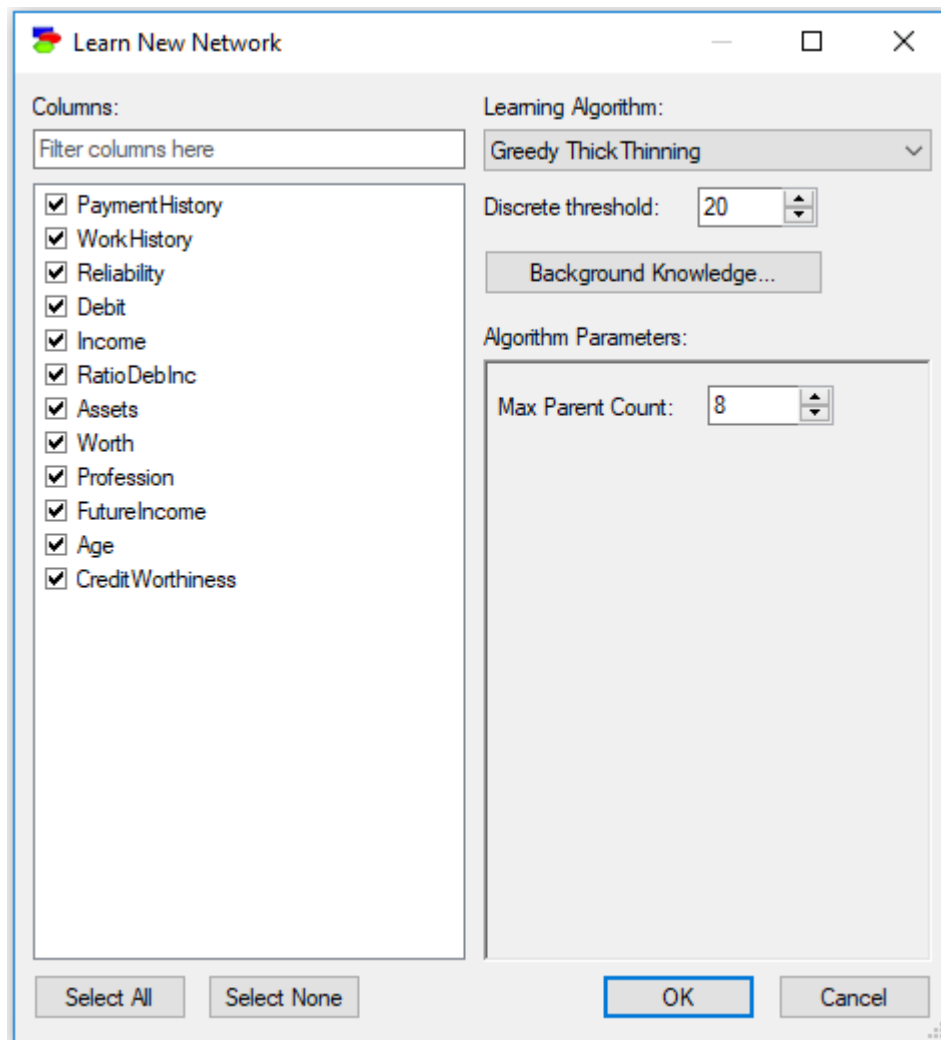 Learn New Network
Columns:
Filter columns here
PaymentHistory
WorkHistory
Reliability
Debit
Income
RatioDebInc
Assets
Worth
Profession
FutureIncome
Age
CreditWorthiness
Select All
Select None
Learning Algorithm:
Greedy Thick Thinning
Discrete threshold: 20
Background Knowledge...
Algorithm Parameters:
Max Parent Count: 8
OK
Cancel